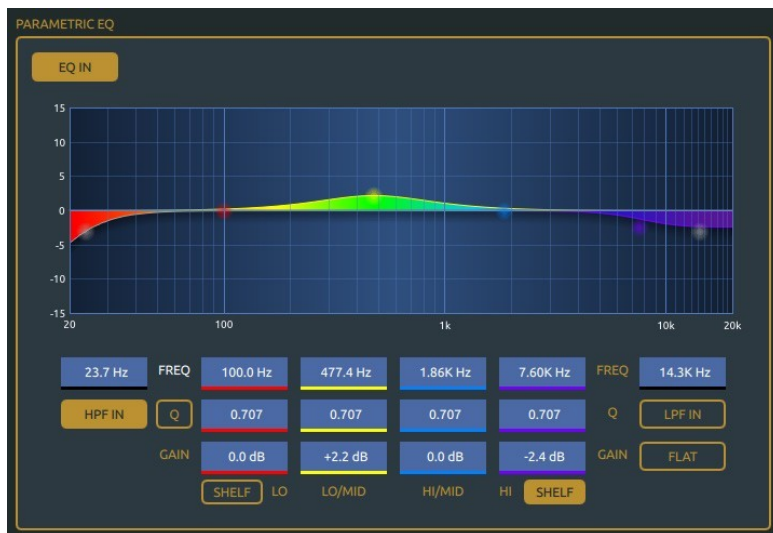 PARAMETRIC EQ
EQ IN
15
10
5
0
-5
-10
-15
20 100 1k 10k 20k
23.7 Hz FREQ 100.0 Hz 477.4 Hz 1.86K Hz 7.60K Hz FREQ 14.3K Hz
HPF IN Q 0.707 0.707 0.707 0.707 Q LPF IN
GAIN 0.0 dB +2.2 dB 0.0 dB -2.4 dB GAIN FLAT
SHELF LO LO/MID HI/MID HI SHELF